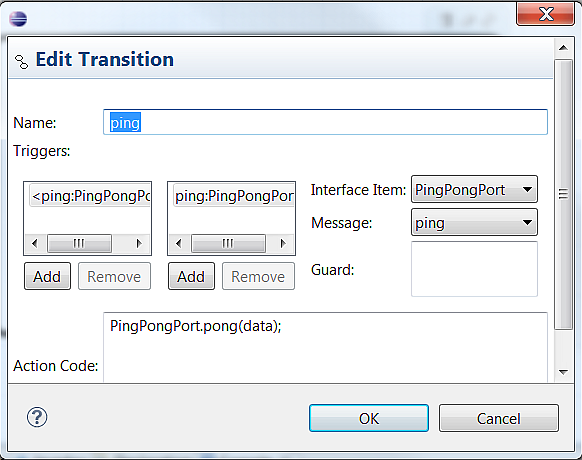 Edit Transition
Name:
ping
Triggers:
<ping:PingPongPo
ping:PingPongPor
Interface Item:
PingPongPort
Message:
ping
Guard:
Add
Remove
Add
Remove
PingPongPort.pong(data);
Action Code:
?
OK
Cancel